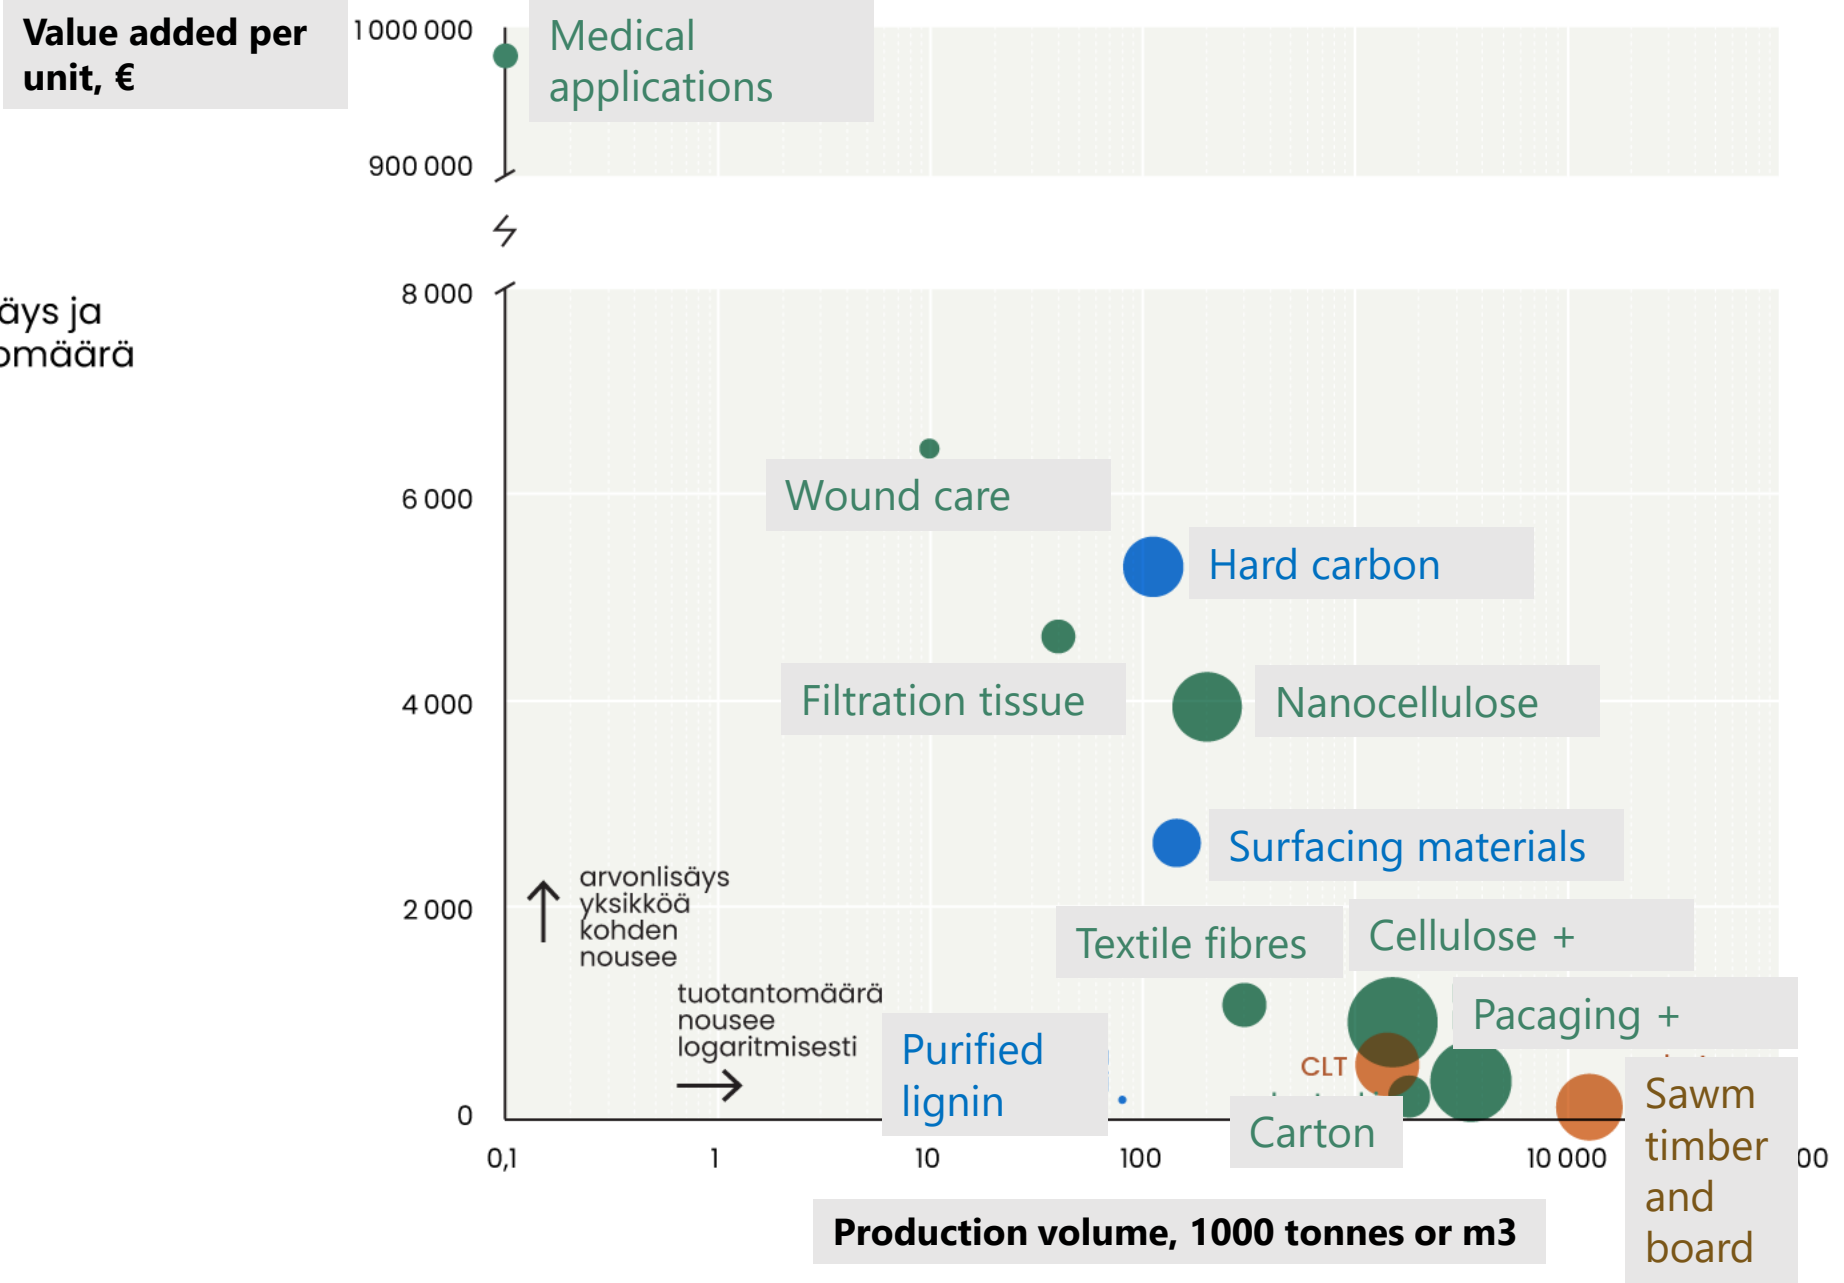 Value added per
unit, €
1 000 000
Medical
applications
900 000
8 000
äys ja
omäärä
6 000
Wound care
Hard carbon
4 000
Filtration tissue
Nanocellulose
Surfacing materials
arvonlisäys
yksikköä
kohden
nousee
2 000
Textile fibres
Cellulose +
tuotantomäärä
nousee
logaritmisesti
Pacaging +
Purified
lignin
CLT
Sawm
timber
and
board
0
Carton
0,1
1
10
100
10 000
00
Production volume, 1000 tonnes or m3